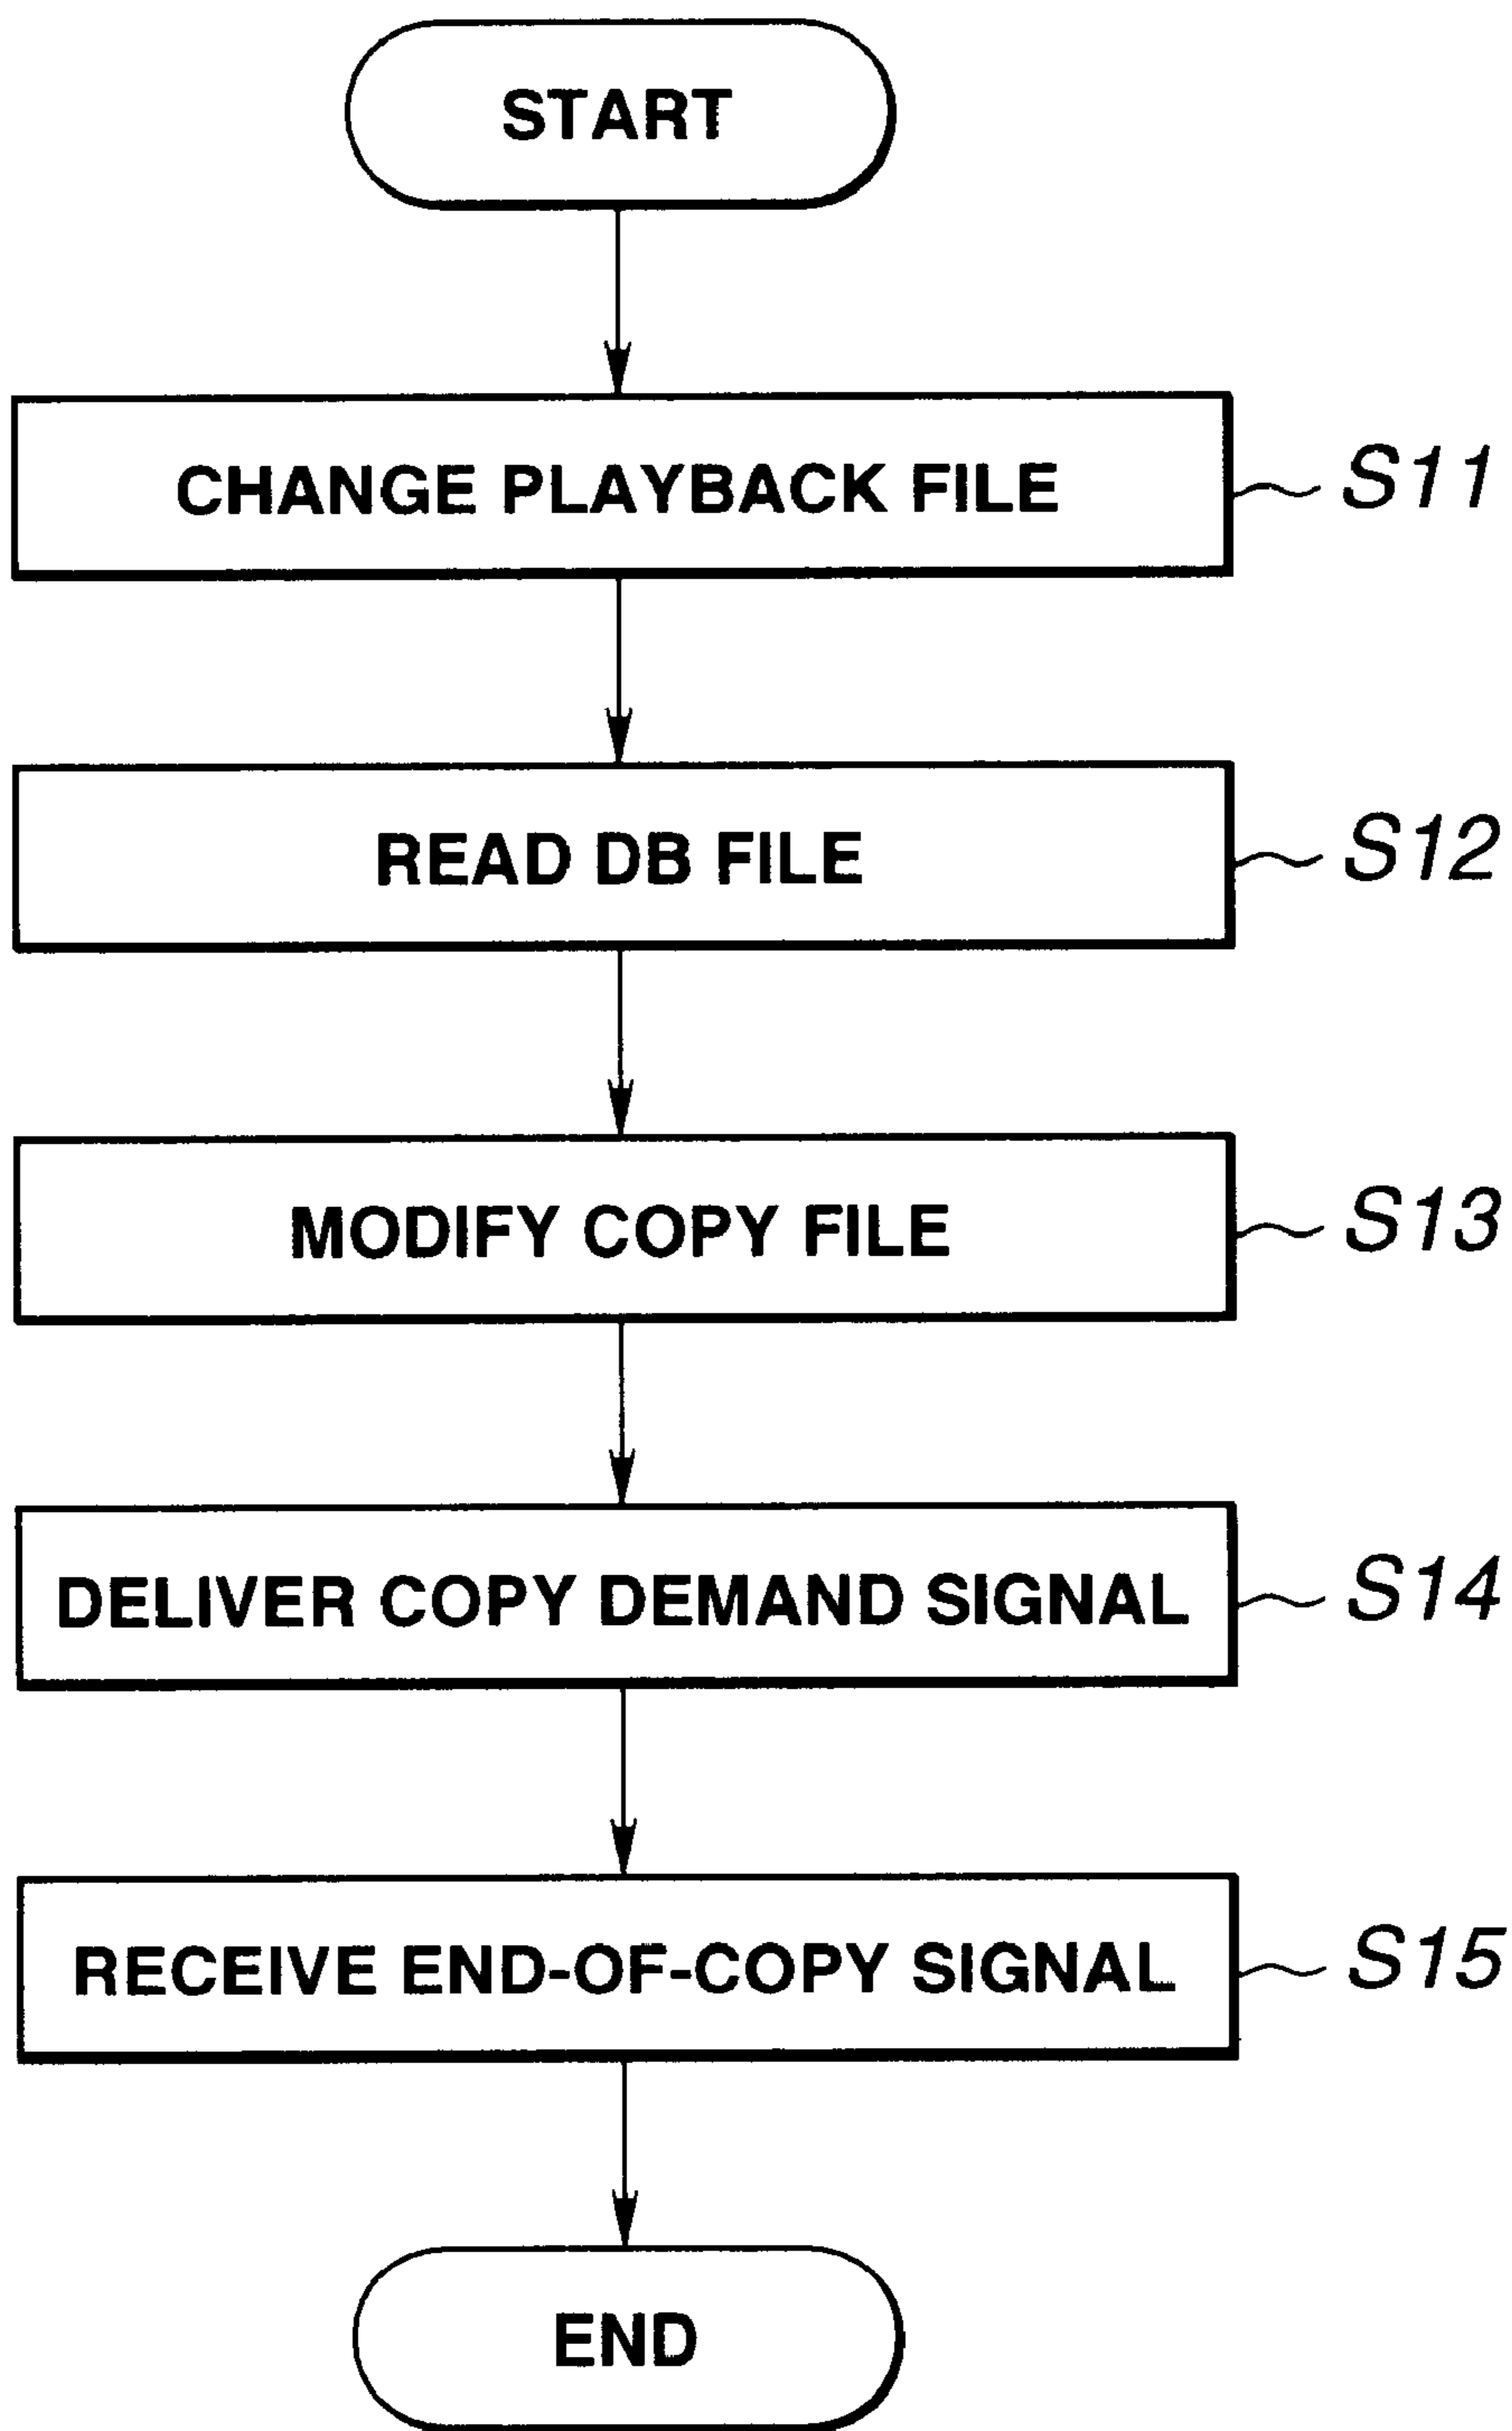 START
CHANGE PLAYBACK FILE
S11
READ DB FILE
S12
MODIFY COPY FILE
S13
DELIVER COPY DEMAND SIGNAL
S14
RECEIVE END-OF-COPY SIGNAL
S15
END